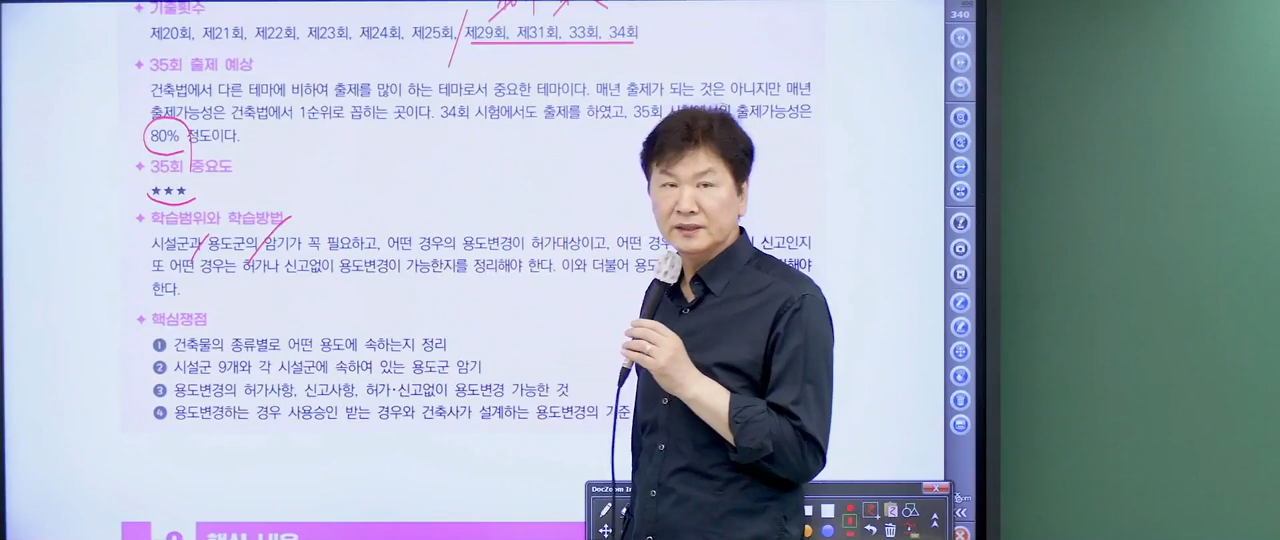 기출횟수
제20회, 제21회, 제22회, 제23회, 제24회, 제25회, 제29회, 제31회, 33회, 34회
35회 출제 예상
건축법에서 다른 테마에 비하여 출제를 많이 하는 테마로서 중요한 테마이다. 매년 출제가 되는 것은 아니지만 매년
출제가능성은 건축법에서 1순위로 꼽히는 곳이다. 34회 시험에서도 출제를 하였고, 35회 시험에서의 출제가능성은
80% 정도이다.
35회 중요도
★★★
학습범위와 학습방법
시설군과 용도군의 암기가 꼭 필요하고, 어떤 경우의 용도변경이 허가대상이고, 어떤 신고인지
또 어떤 경우는 허가나 신고없이 용도변경이 가능한지를 정리해야 한다. 이와 더불어
한다.
핵심쟁점
❶ 건축물의 종류별로 어떤 용도에 속하는지 정리
❷ 시설군 9개와 각 시설군에 속하여 있는 용도군 암기
❸ 용도변경의 허가사항, 신고사항, 허가·신고없이 용도변경 가능한 것
❹ 용도변경하는 경우 사용승인 받는 경우와 건축사가 설계하는 용도변경의 기준
340
DocZoom